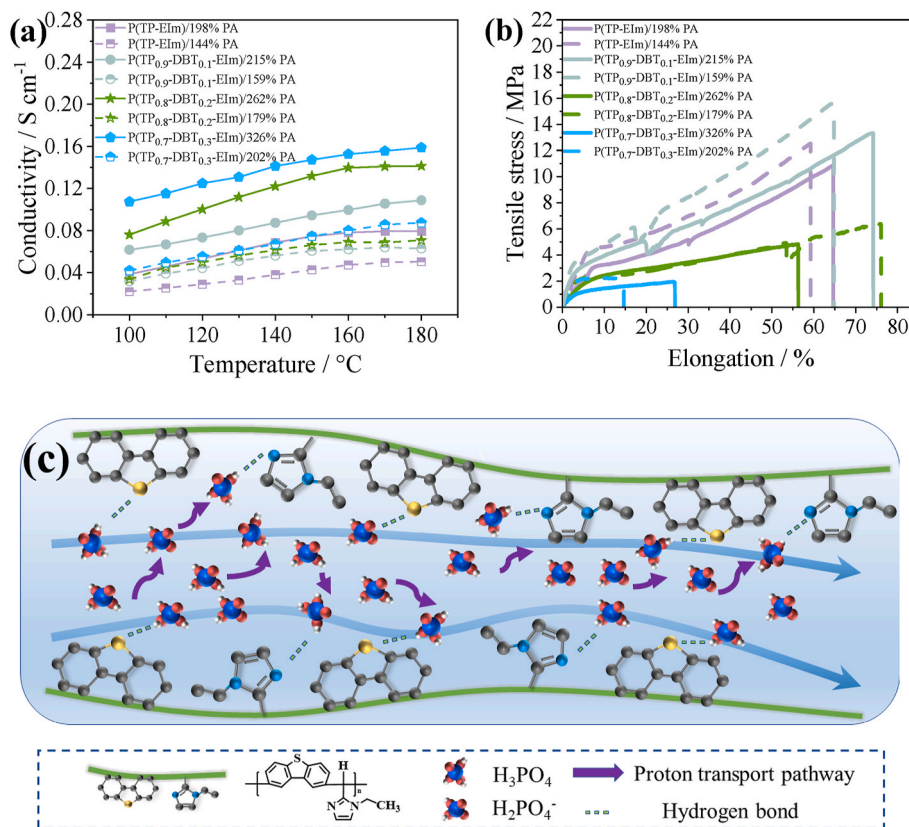 (a)
Conductivity / S cm⁻¹
0.28
0.24
0.20
0.16
0.12
0.08
0.04
0.00
P(TP-EIm)/198% PA
P(TP-EIm)/144% PA
P(TP₀.₉-DBT₀.₁-EIm)/215% PA
P(TP₀.₉-DBT₀.₁-EIm)/159% PA
P(TP₀.₈-DBT₀.₂-EIm)/262% PA
P(TP₀.₈-DBT₀.₂-EIm)/179% PA
P(TP₀.₇-DBT₀.₃-EIm)/326% PA
P(TP₀.₇-DBT₀.₃-EIm)/202% PA
100 120 140 160 180
Temperature / °C
(b)
Tensile stress / MPa
22
20
18
16
14
12
10
8
6
4
2
0
P(TP-EIm)/198% PA
P(TP-EIm)/144% PA
P(TP₀.₉-DBT₀.₁-EIm)/215% PA
P(TP₀.₉-DBT₀.₁-EIm)/159% PA
P(TP₀.₈-DBT₀.₂-EIm)/262% PA
P(TP₀.₈-DBT₀.₂-EIm)/179% PA
P(TP₀.₇-DBT₀.₃-EIm)/326% PA
P(TP₀.₇-DBT₀.₃-EIm)/202% PA
0 10 20 30 40 50 60 70 80
Elongation / %
(c)
S
H
n
N
N
CH₃
H₃PO₄
Proton transport pathway
H₂PO₄⁻
Hydrogen bond